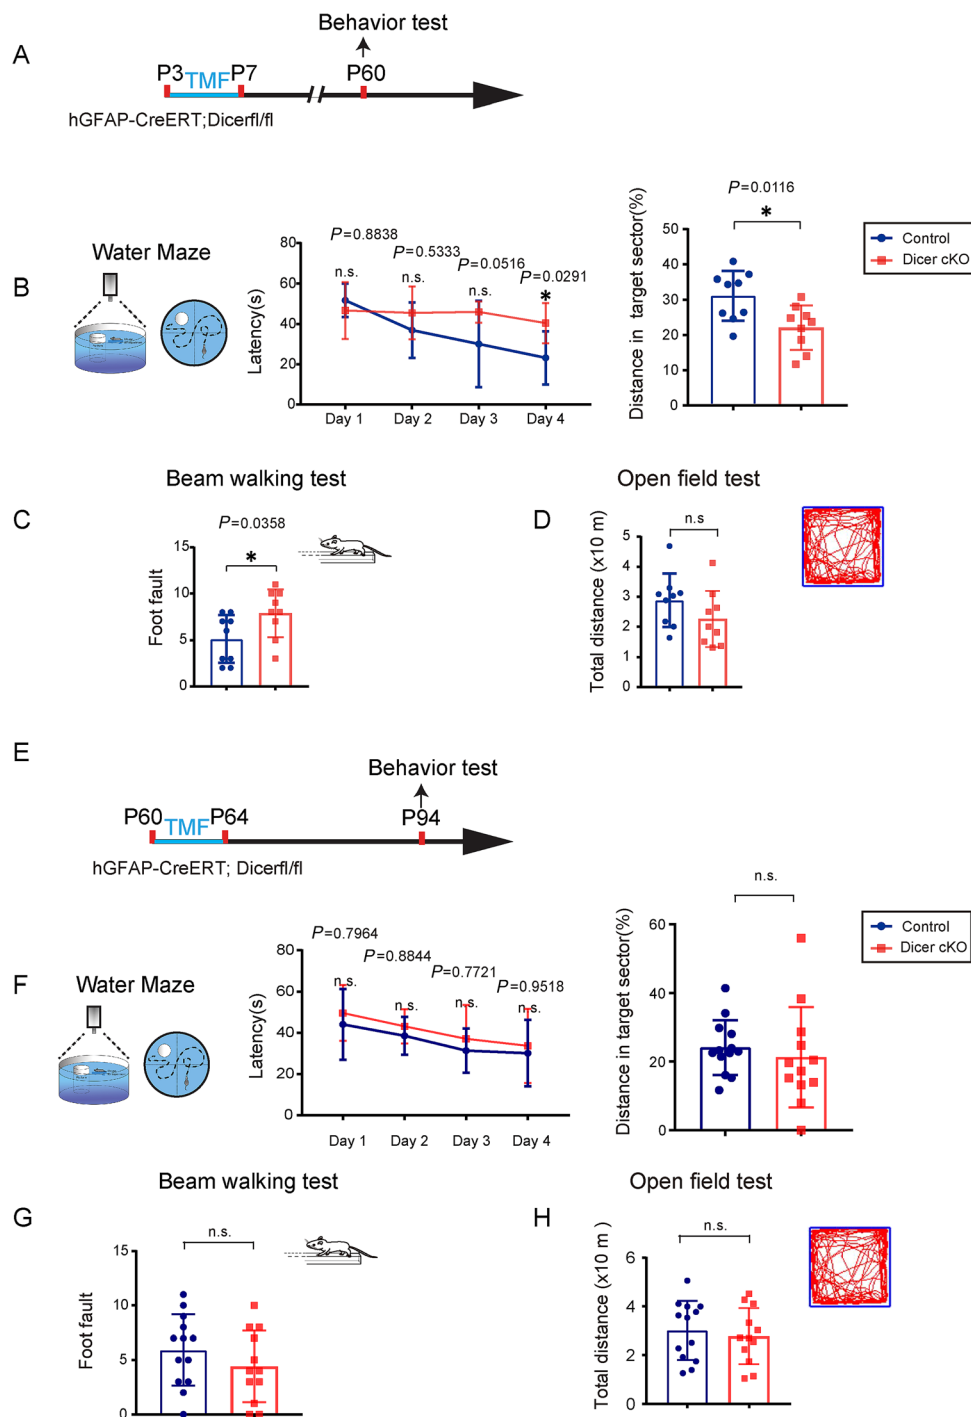 A
Behavior test
P3 TMF P7 P60
hGFAP-CreERT;Dicerfl/fl
B
Water Maze
Latency(s)
80
60
40
20
0
P=0.8838
P=0.5333
P=0.0516
P=0.0291
n.s.
n.s.
n.s.
*
Day 1 Day 2 Day 3 Day 4
Distance in target sector(%)
P=0.0116
*
50
40
30
20
10
0
Control
Dicer cKO
Beam walking test
C
P=0.0358
*
Foot fault
15
10
5
0
Open field test
D
n.s
Total distance (x10 m)
5
4
3
2
1
0
E
Behavior test
P60 TMF P64 P94
hGFAP-CreERT; Dicerfl/fl
F
Water Maze
Latency(s)
80
60
40
20
0
P=0.7964
P=0.8844
P=0.7721
P=0.9518
n.s.
n.s.
n.s.
n.s.
Day 1 Day 2 Day 3 Day 4
Distance in target sector(%)
n.s.
60
40
20
0
Control
Dicer cKO
Beam walking test
G
n.s.
Foot fault
15
10
5
0
Open field test
H
n.s.
Total distance (x10 m)
6
4
2
0